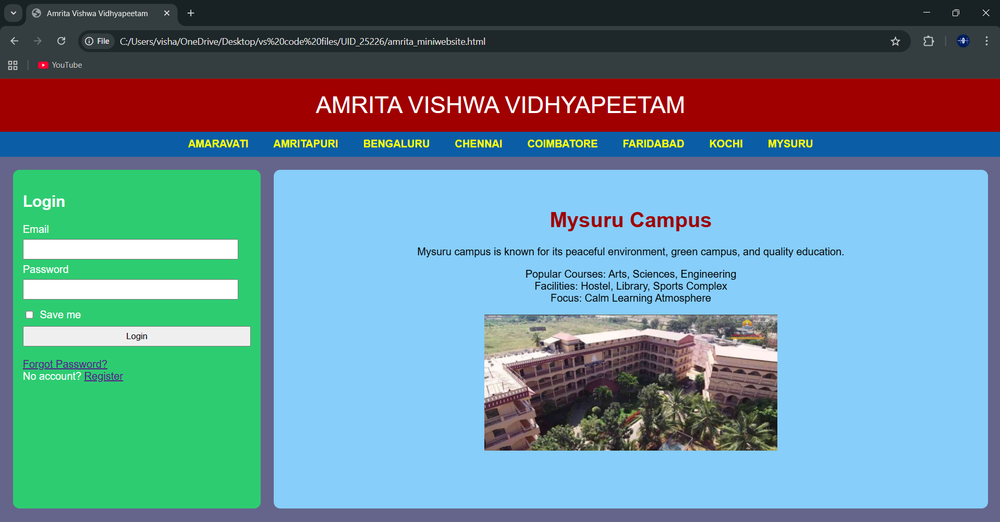 Amrita Vishwa Vidhyapeetam
File
C:/Users/visha/OneDrive/Desktop/vs%20code%20files/UID_25226/amrita_miniwebsite.html
YouTube
AMRITA VISHWA VIDHYAPEETAM
AMARAVATI AMRITAPURI BENGALURU CHENNAI COIMBATORE FARIDABAD KOCHI MYSURU
Login
Email
Password
Save me
Login
Forgot Password?
No account? Register
Mysuru Campus
Mysuru campus is known for its peaceful environment, green campus, and quality education.
Popular Courses: Arts, Sciences, Engineering
Facilities: Hostel, Library, Sports Complex
Focus: Calm Learning Atmosphere